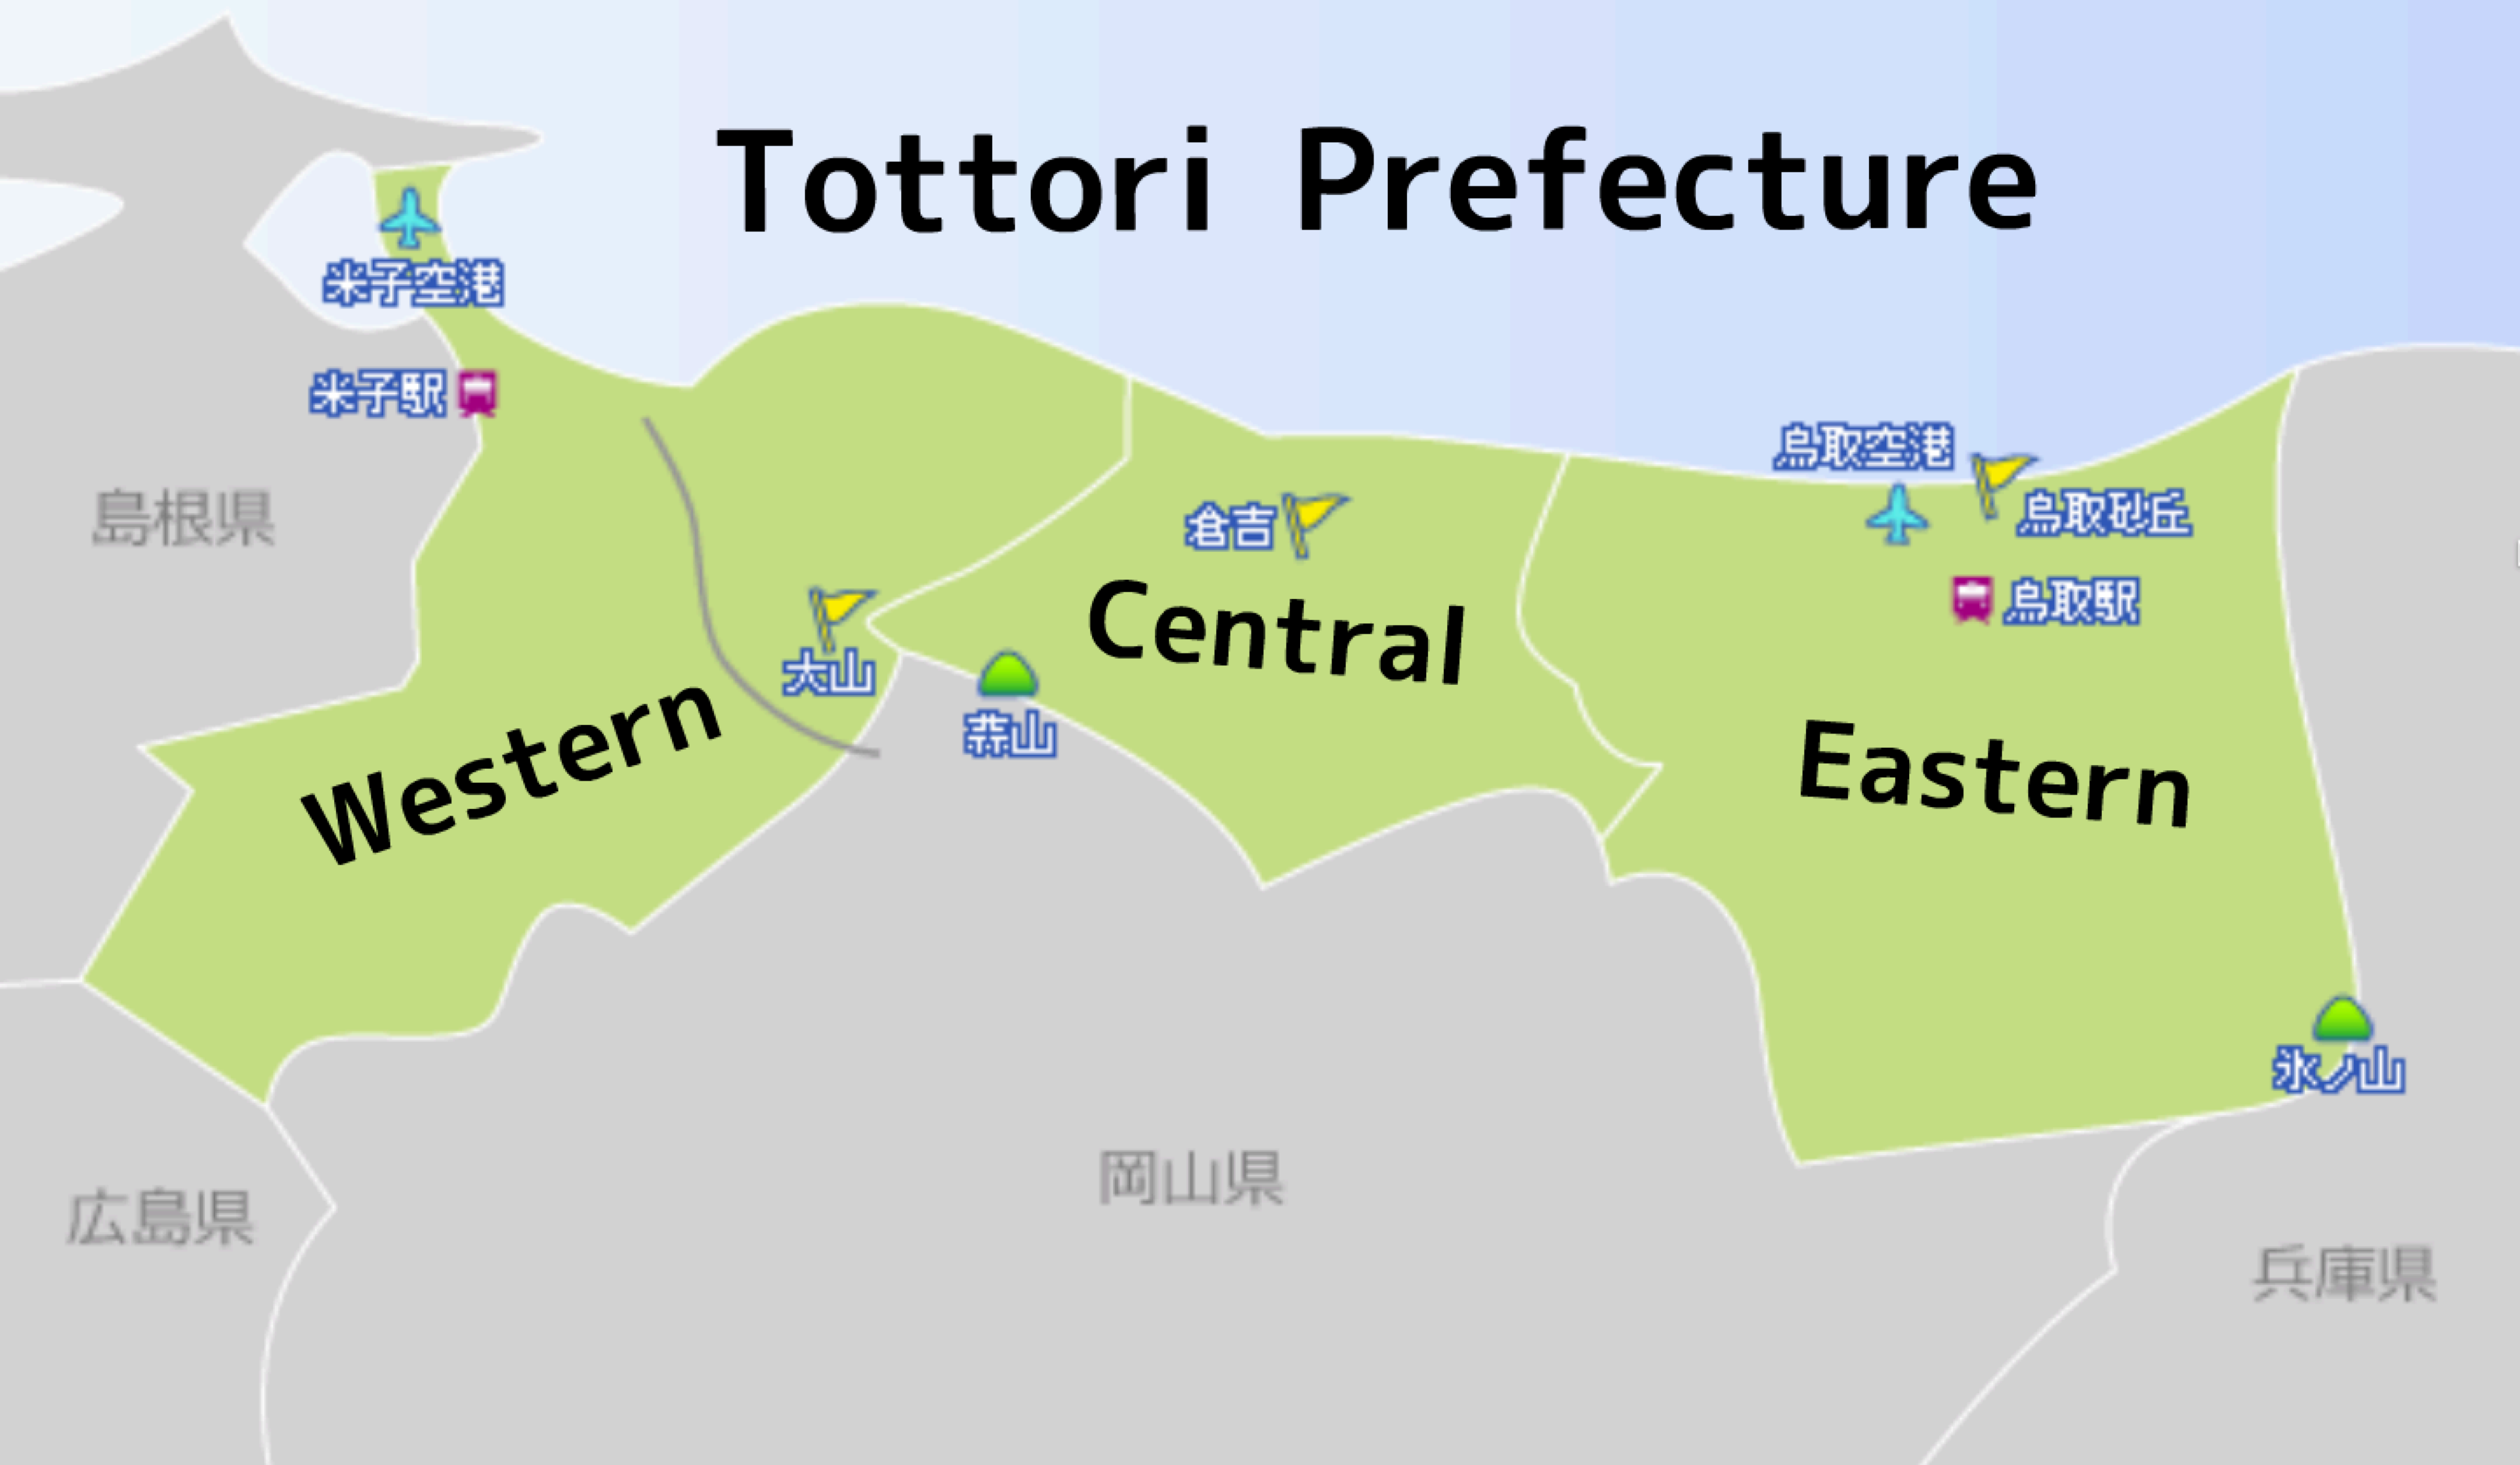 Tottori Prefecture
米子空港
米子駅
鳥取空港
鳥取砂丘
島根県
倉吉
鳥取駅
Central
大山
蒜山
Western
Eastern
氷ノ山
岡山県
広島県
兵庫県